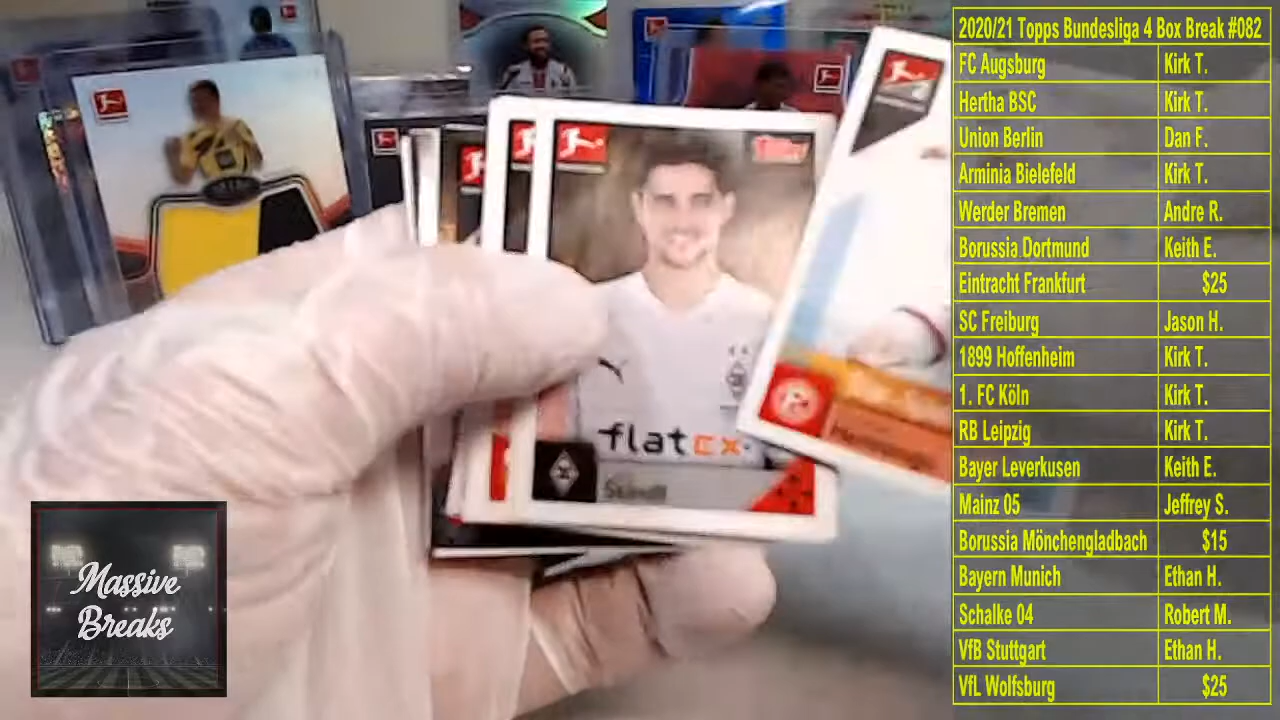 2020/21 Topps Bundesliga 4 Box Break #082
FC Augsburg Kirk T.
Hertha BSC Kirk T.
Union Berlin Dan F.
Arminia Bielefeld Kirk T.
Werder Bremen Andre R.
Borussia Dortmund Keith E.
Eintracht Frankfurt $25
SC Freiburg Jason H.
1899 Hoffenheim Kirk T.
1. FC Köln Kirk T.
RB Leipzig Kirk T.
Bayer Leverkusen Keith E.
Mainz 05 Jeffrey S.
Borussia Mönchengladbach $15
Bayern Munich Ethan H.
Schalke 04 Robert M.
VfB Stuttgart Ethan H.
VfL Wolfsburg $25
Topps
flatex
Stindl
Massive
Breaks